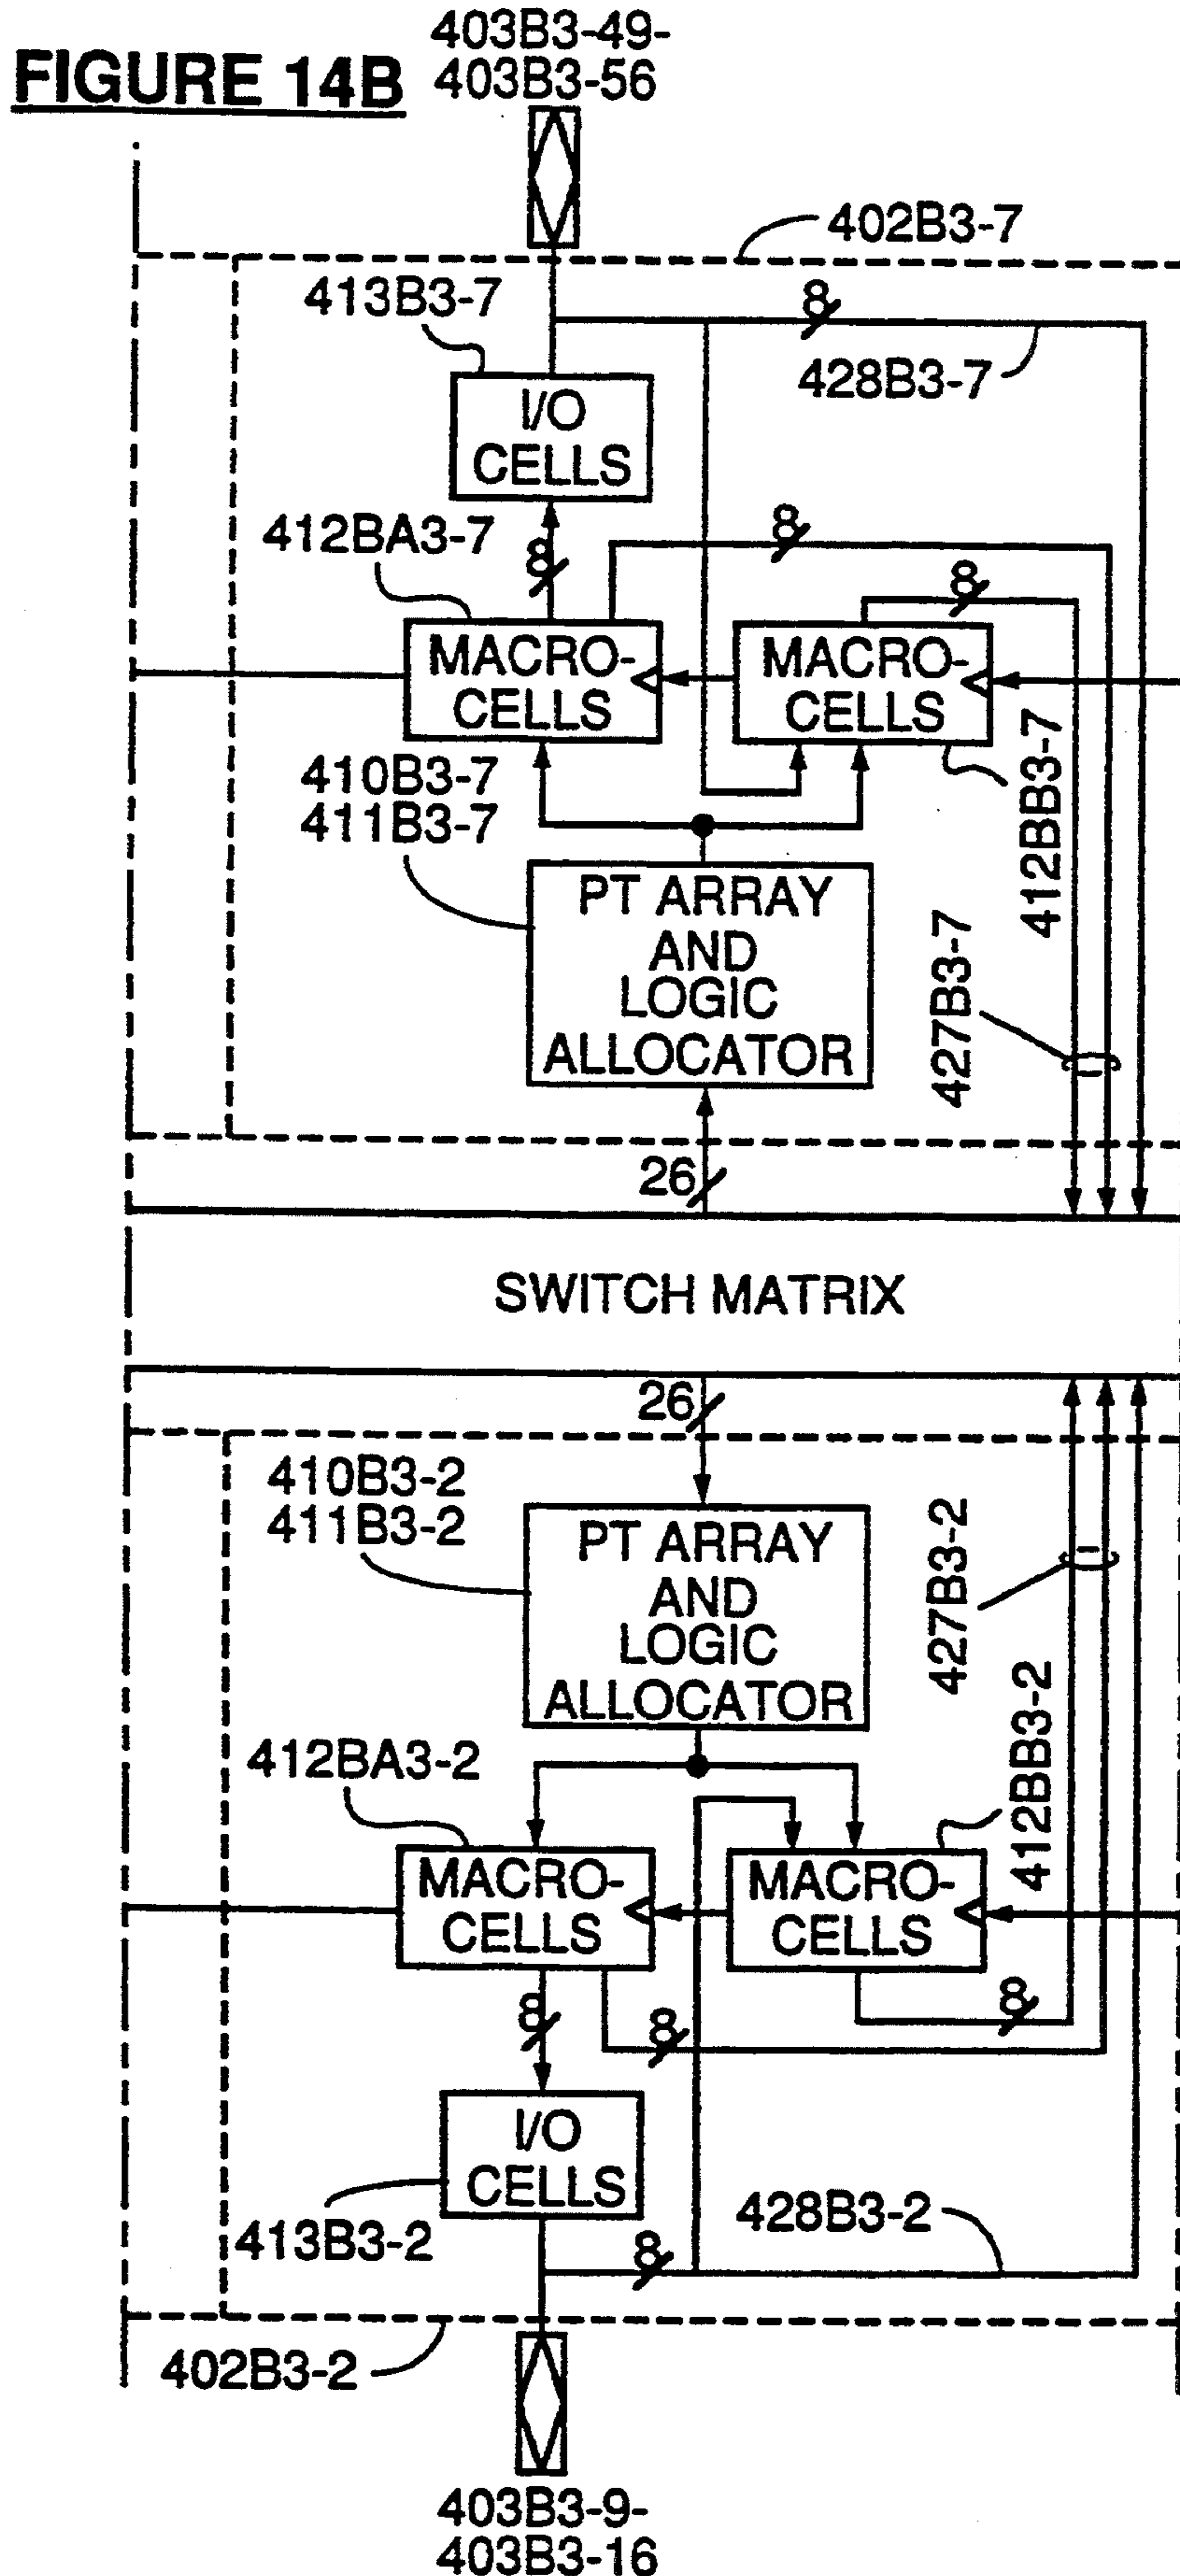 FIGURE 14B
403B3-49-
403B3-56
402B3-7
413B3-7
8
428B3-7
I/O
CELLS
412BA3-7
8
8
8
MACRO-
CELLS
MACRO-
CELLS
410B3-7
411B3-7
412BB3-7
PT ARRAY
AND
LOGIC
ALLOCATOR
427B3-7
26
SWITCH MATRIX
26
410B3-2
411B3-2
PT ARRAY
AND
LOGIC
ALLOCATOR
427B3-2
412BA3-2
412BB3-2
MACRO-
CELLS
MACRO-
CELLS
8
8
8
I/O
CELLS
413B3-2
428B3-2
8
402B3-2
403B3-9-
403B3-16